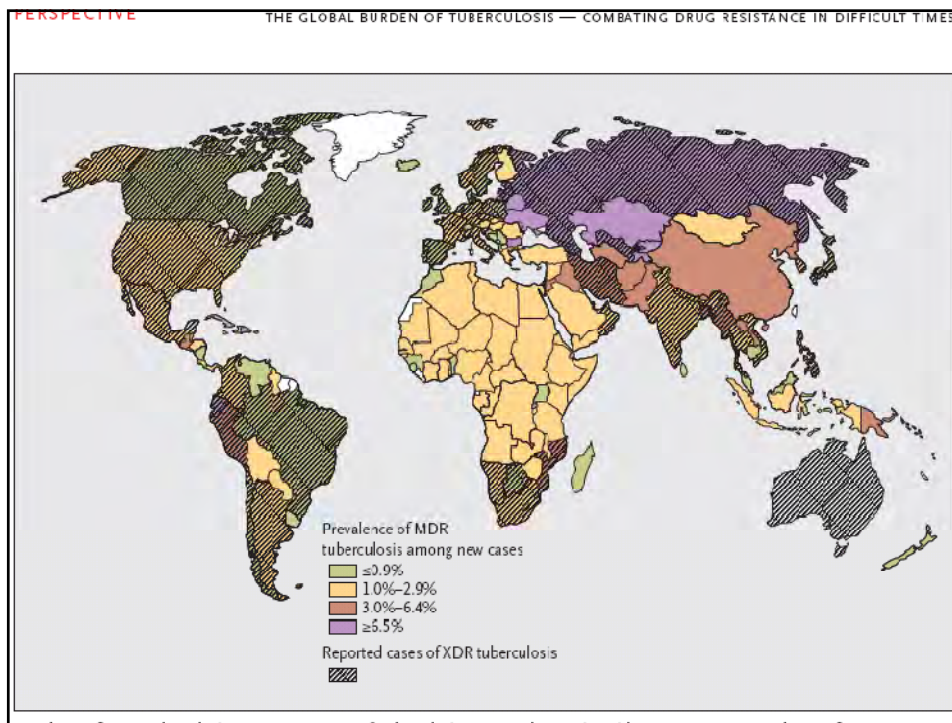 PERSPECTIVE THE GLOBAL BURDEN OF TUBERCULOSIS — COMBATING DRUG RESISTANCE IN DIFFICULT TIMES
Prevalence of MDR
tuberculosis among new cases
≤0.9%
1.0%–2.9%
3.0%–6.4%
≥6.5%
Reported cases of XDR tuberculosis